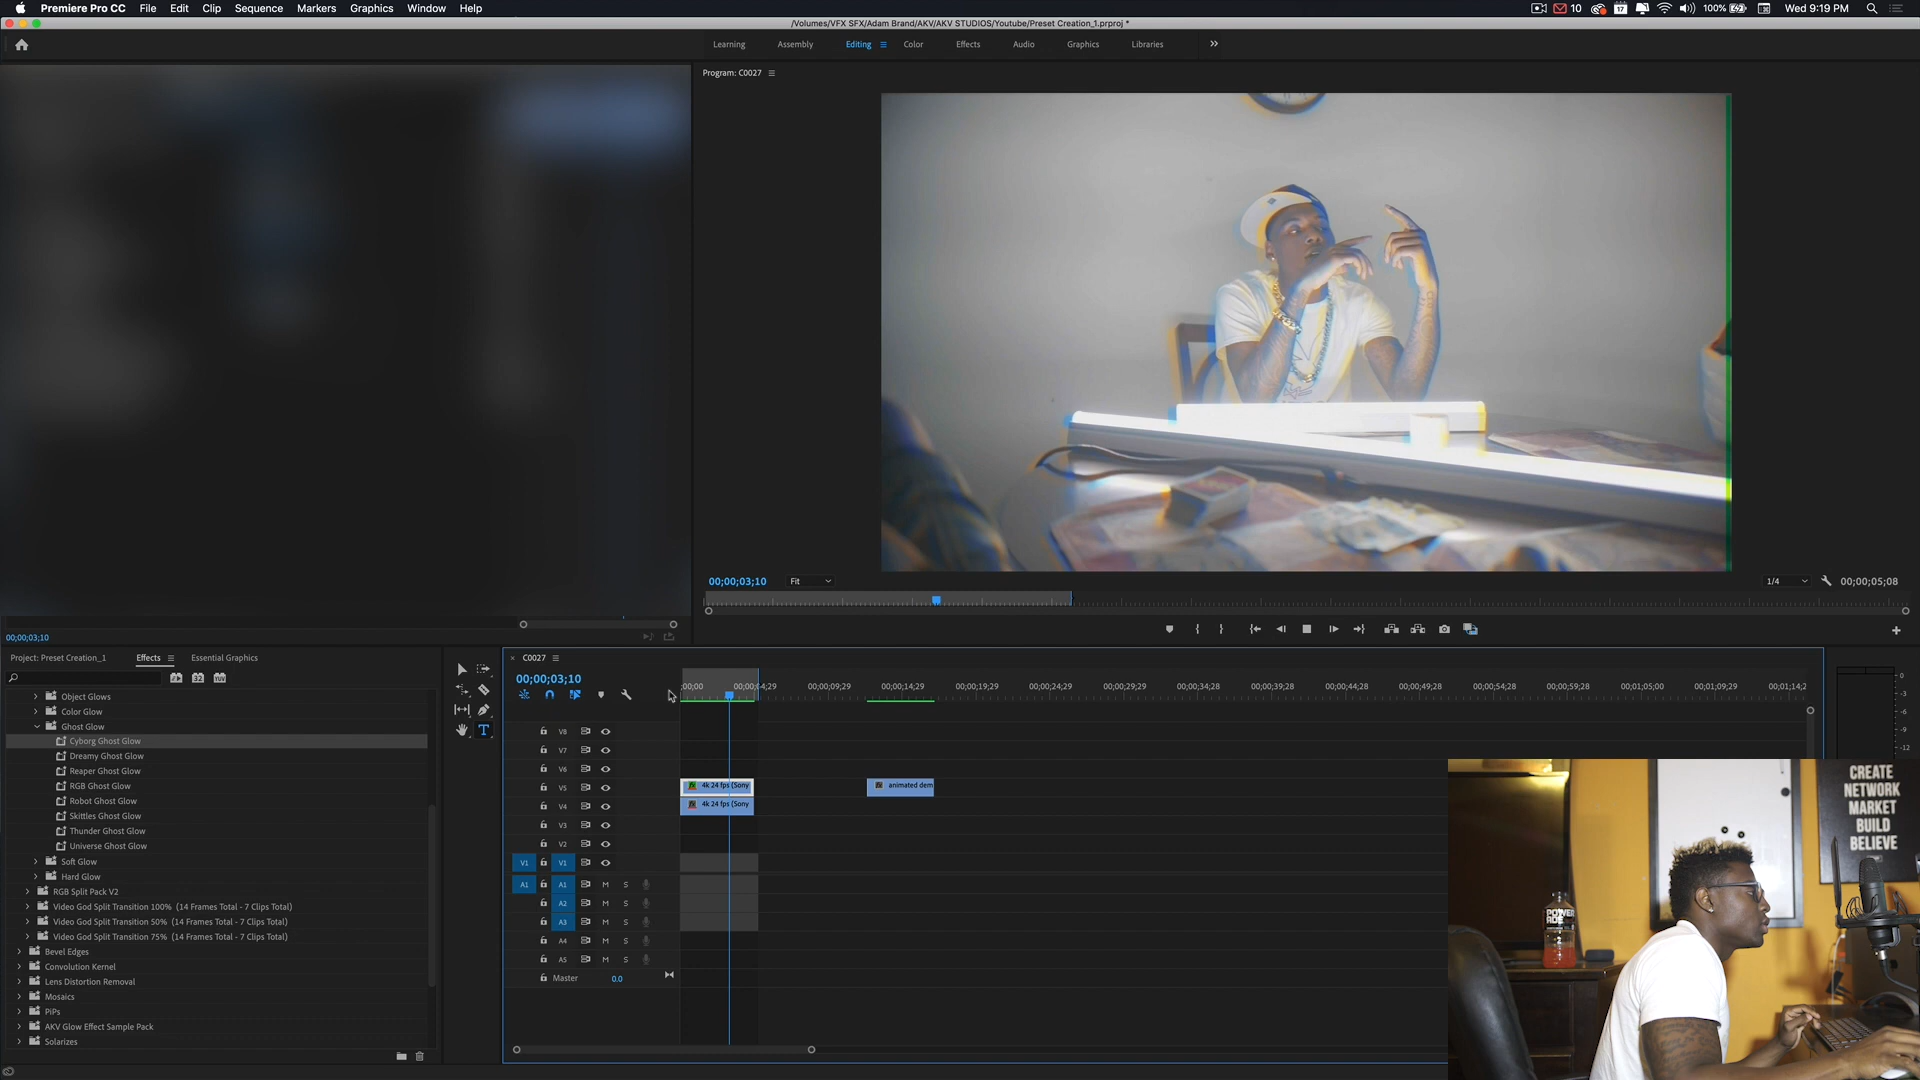 Premiere Pro CC File Edit Clip Sequence Markers Graphics Window Help 10 17 100% Wed 9:19 PM
/Volumes/VFX SFX/Adam Brand/AKV/AKV STUDIOS/Youtube/Preset Creation_1.prproj *
Learning Assembly Editing Color Effects Audio Graphics Libraries
Program: C0027
00;00;03;10 Fit 1/4 00;00;05;08
00;00;03;10
Project: Preset Creation_1 Effects Essential Graphics
Object Glows
Color Glow
Ghost Glow
Cyborg Ghost Glow
Dreamy Ghost Glow
Reaper Ghost Glow
RGB Ghost Glow
Robot Ghost Glow
Skittles Ghost Glow
Thunder Ghost Glow
Universe Ghost Glow
Soft Glow
Hard Glow
RGB Split Pack V2
Video God Split Transition 100% (14 Frames Total - 7 Clips Total)
Video God Split Transition 50% (14 Frames Total - 7 Clips Total)
Video God Split Transition 75% (14 Frames Total - 7 Clips Total)
Bevel Edges
Convolution Kernel
Lens Distortion Removal
Mosaics
PiPs
AKV Glow Effect Sample Pack
Solarizes
T
C0027
00;00;03;10
:00;00 00;00;04;29 00;00;09;29 00;00;14;29 00;00;19;29 00;00;24;29 00;00;29;29 00;00;34;28 00;00;39;28 00;00;44;28 00;00;49;28 00;00;54;28 00;00;59;28 00;01;05;00 00;01;09;29 00;01;14;2
V8
V7
V6
V5 4k 24 fps (Sony animated dem
V4 4k 24 fps (Sony
V3
V2
V1 V1
A1 A1 M S
A2 M S
A3 M S
A4 M S
A5 M S
Master 0.0
0
-3
-6
-9
-12
CREATE
NETWORK
MARKET
BUILD
BELIEVE
POWER
ADE